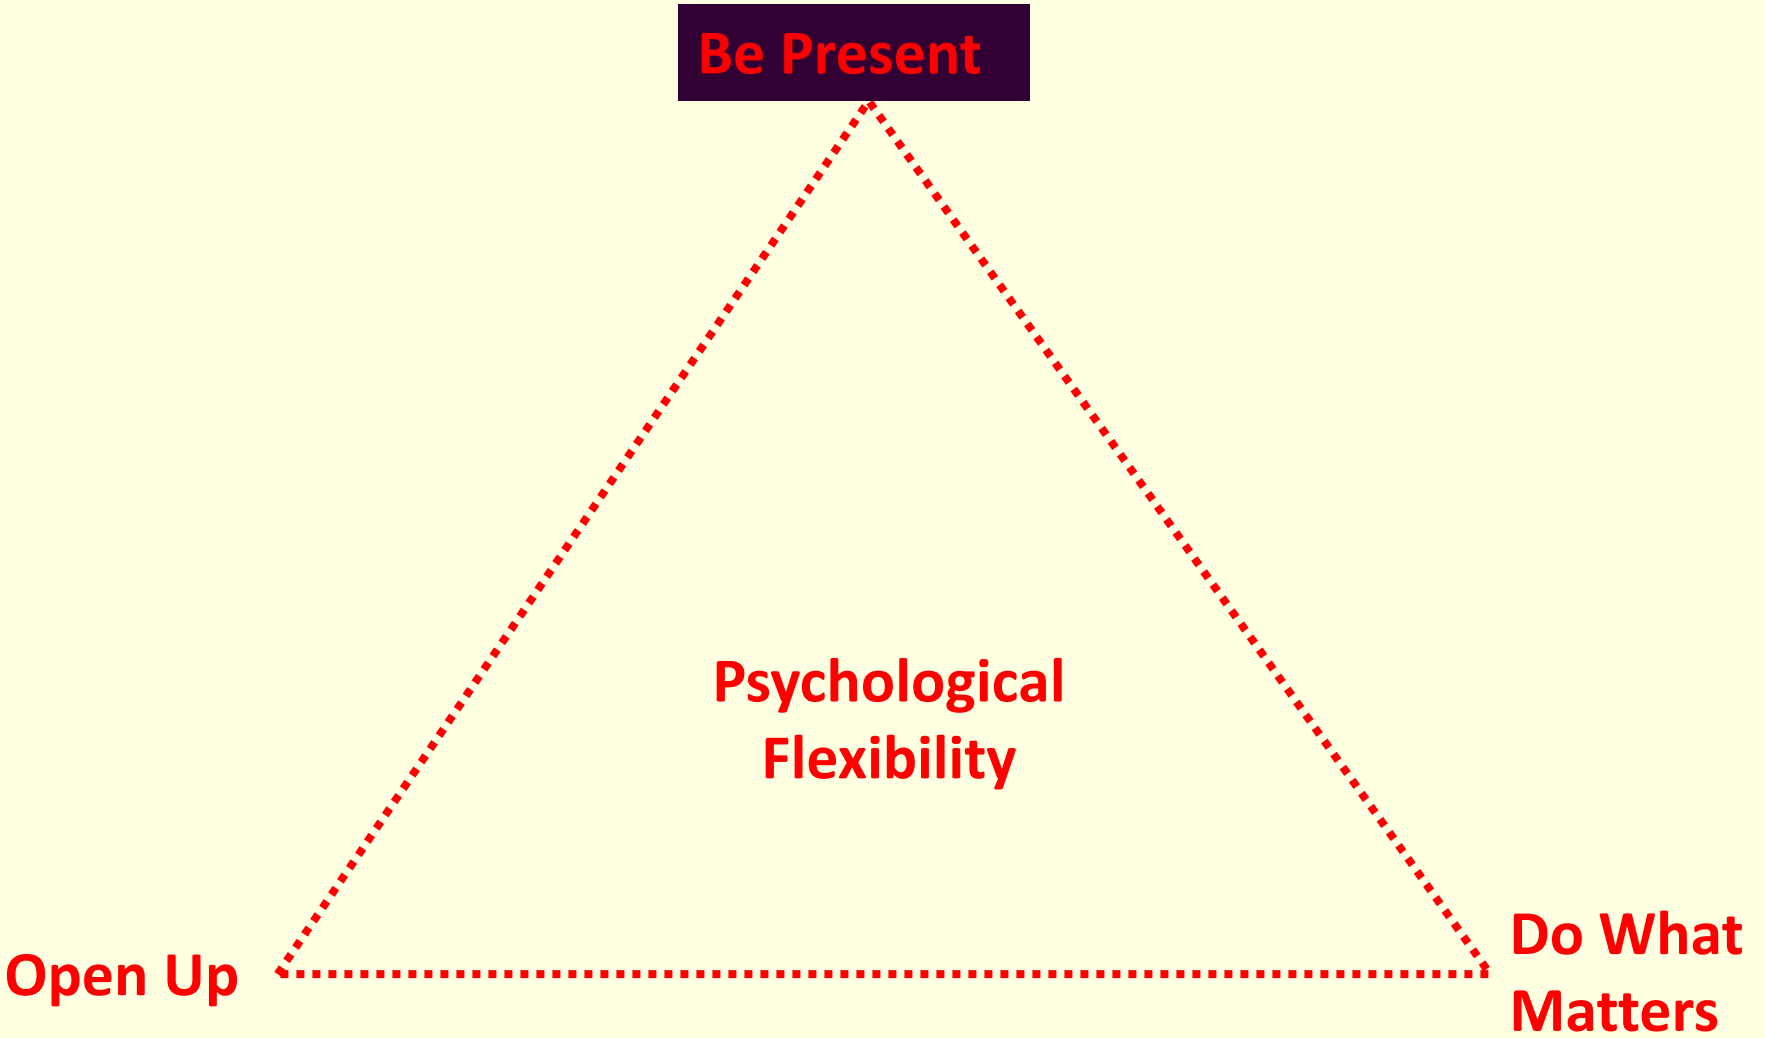 Be Present
Psychological
Flexibility
Open Up
Do What
Matters